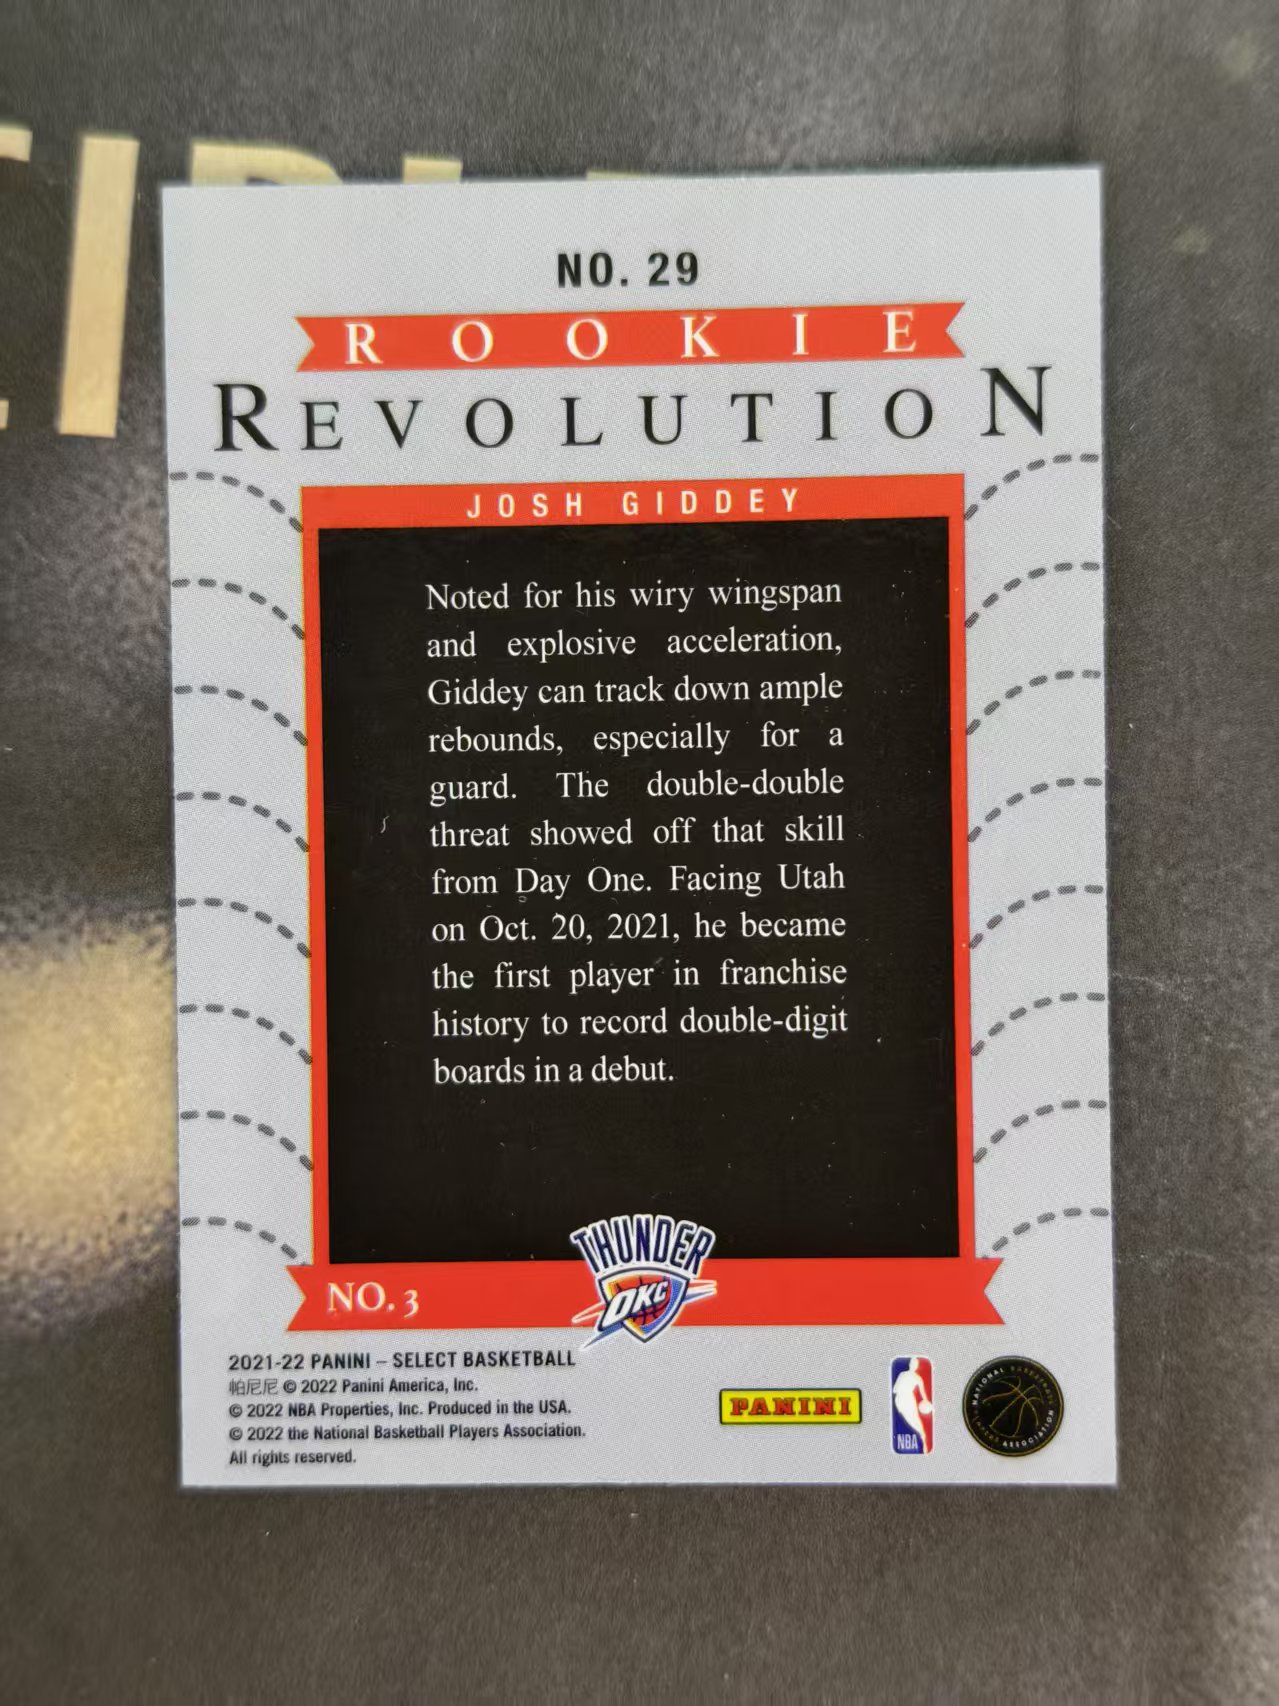 NO. 29
ROOKIE
REVOLUTION
JOSH GIDDEY
Noted for his wiry wingspan
and explosive acceleration,
Giddey can track down ample
rebounds, especially for a
guard. The double-double
threat showed off that skill
from Day One. Facing Utah
on Oct. 20, 2021, he became
the first player in franchise
history to record double-digit
boards in a debut.
THUNDER
OKC
NO. 3
2021-22 PANINI – SELECT BASKETBALL
帕尼尼 © 2022 Panini America, Inc.
© 2022 NBA Properties, Inc. Produced in the USA.
© 2022 the National Basketball Players Association.
All rights reserved.
PANINI
NBA
NATIONAL BASKETBALL
PLAYERS ASSOCIATION